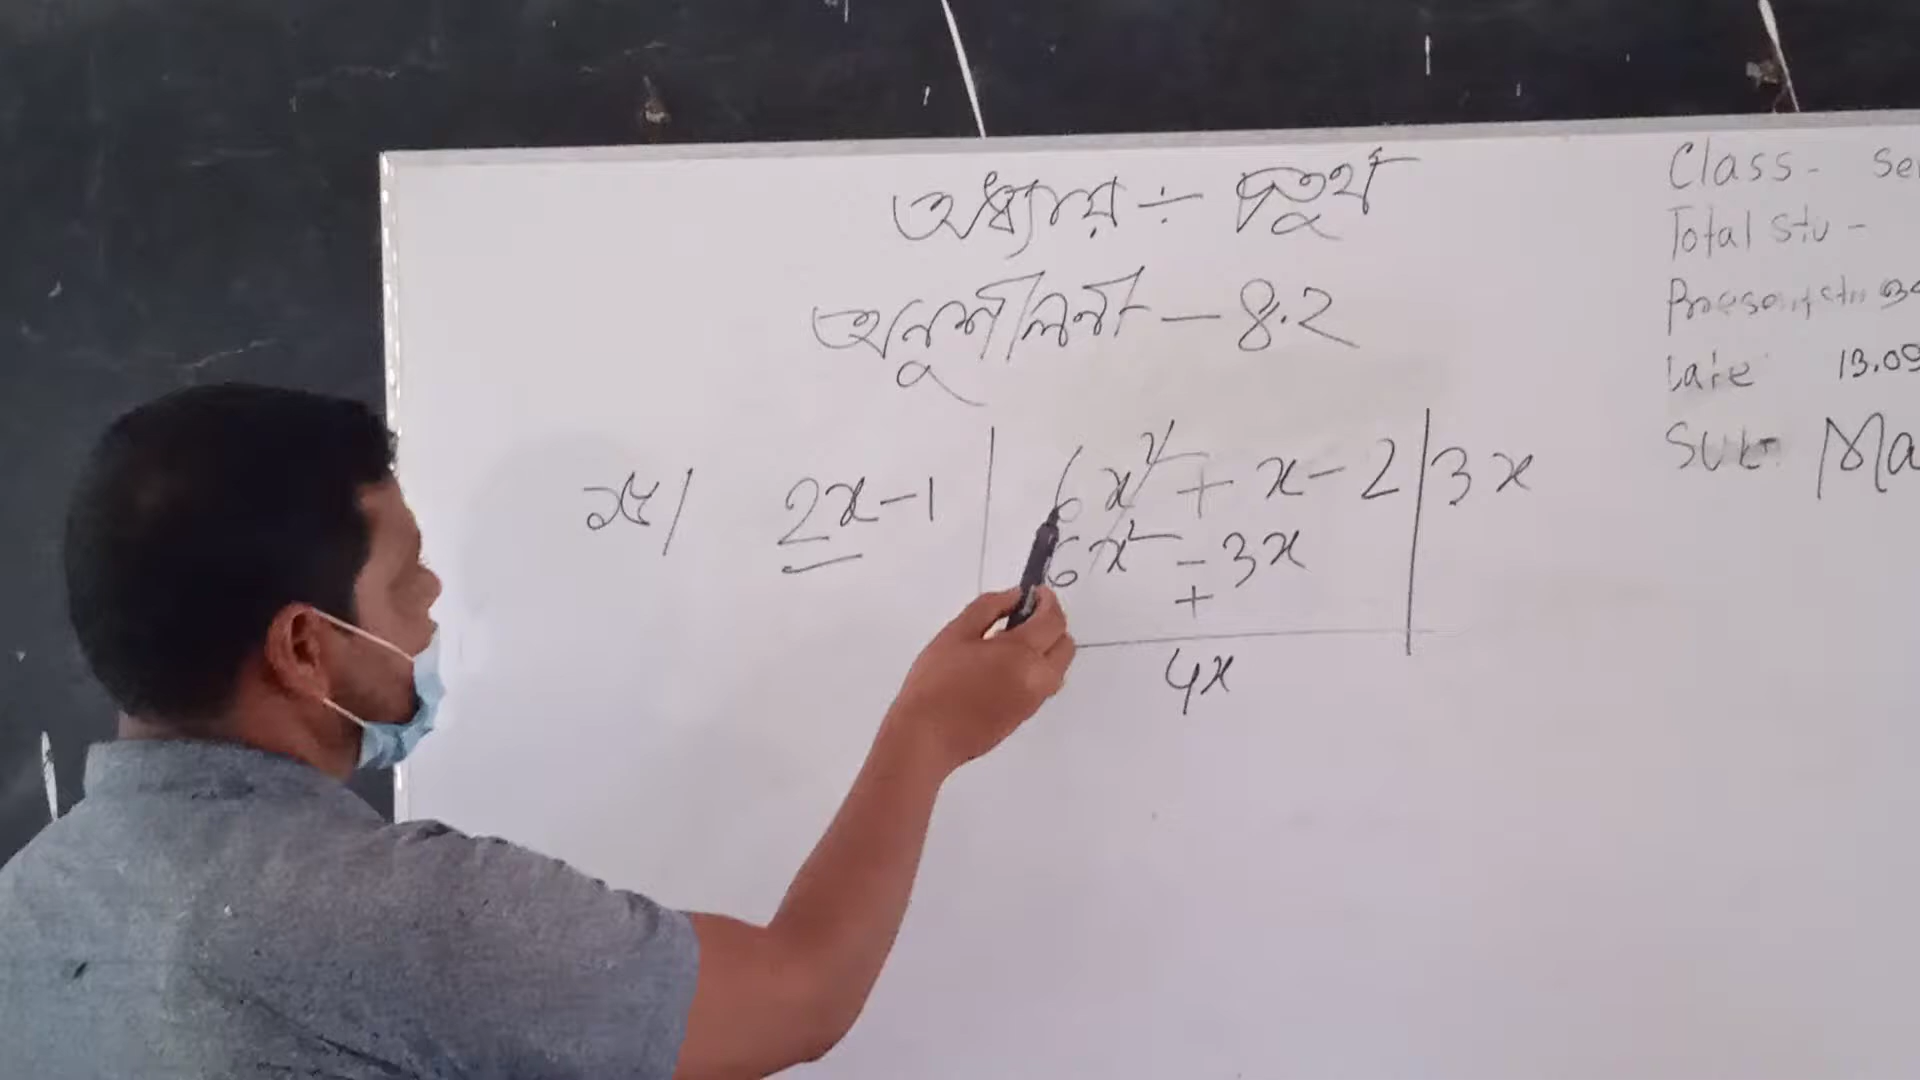 অধ্যায় ÷ চতুর্থ
অনুশীলনী — ৪.২
২৫/ 2x-1 | 6x² + x - 2 | 3x
6x² - 3x
+
4x
Class -
Total Stu -
13.09
Sub- Ma